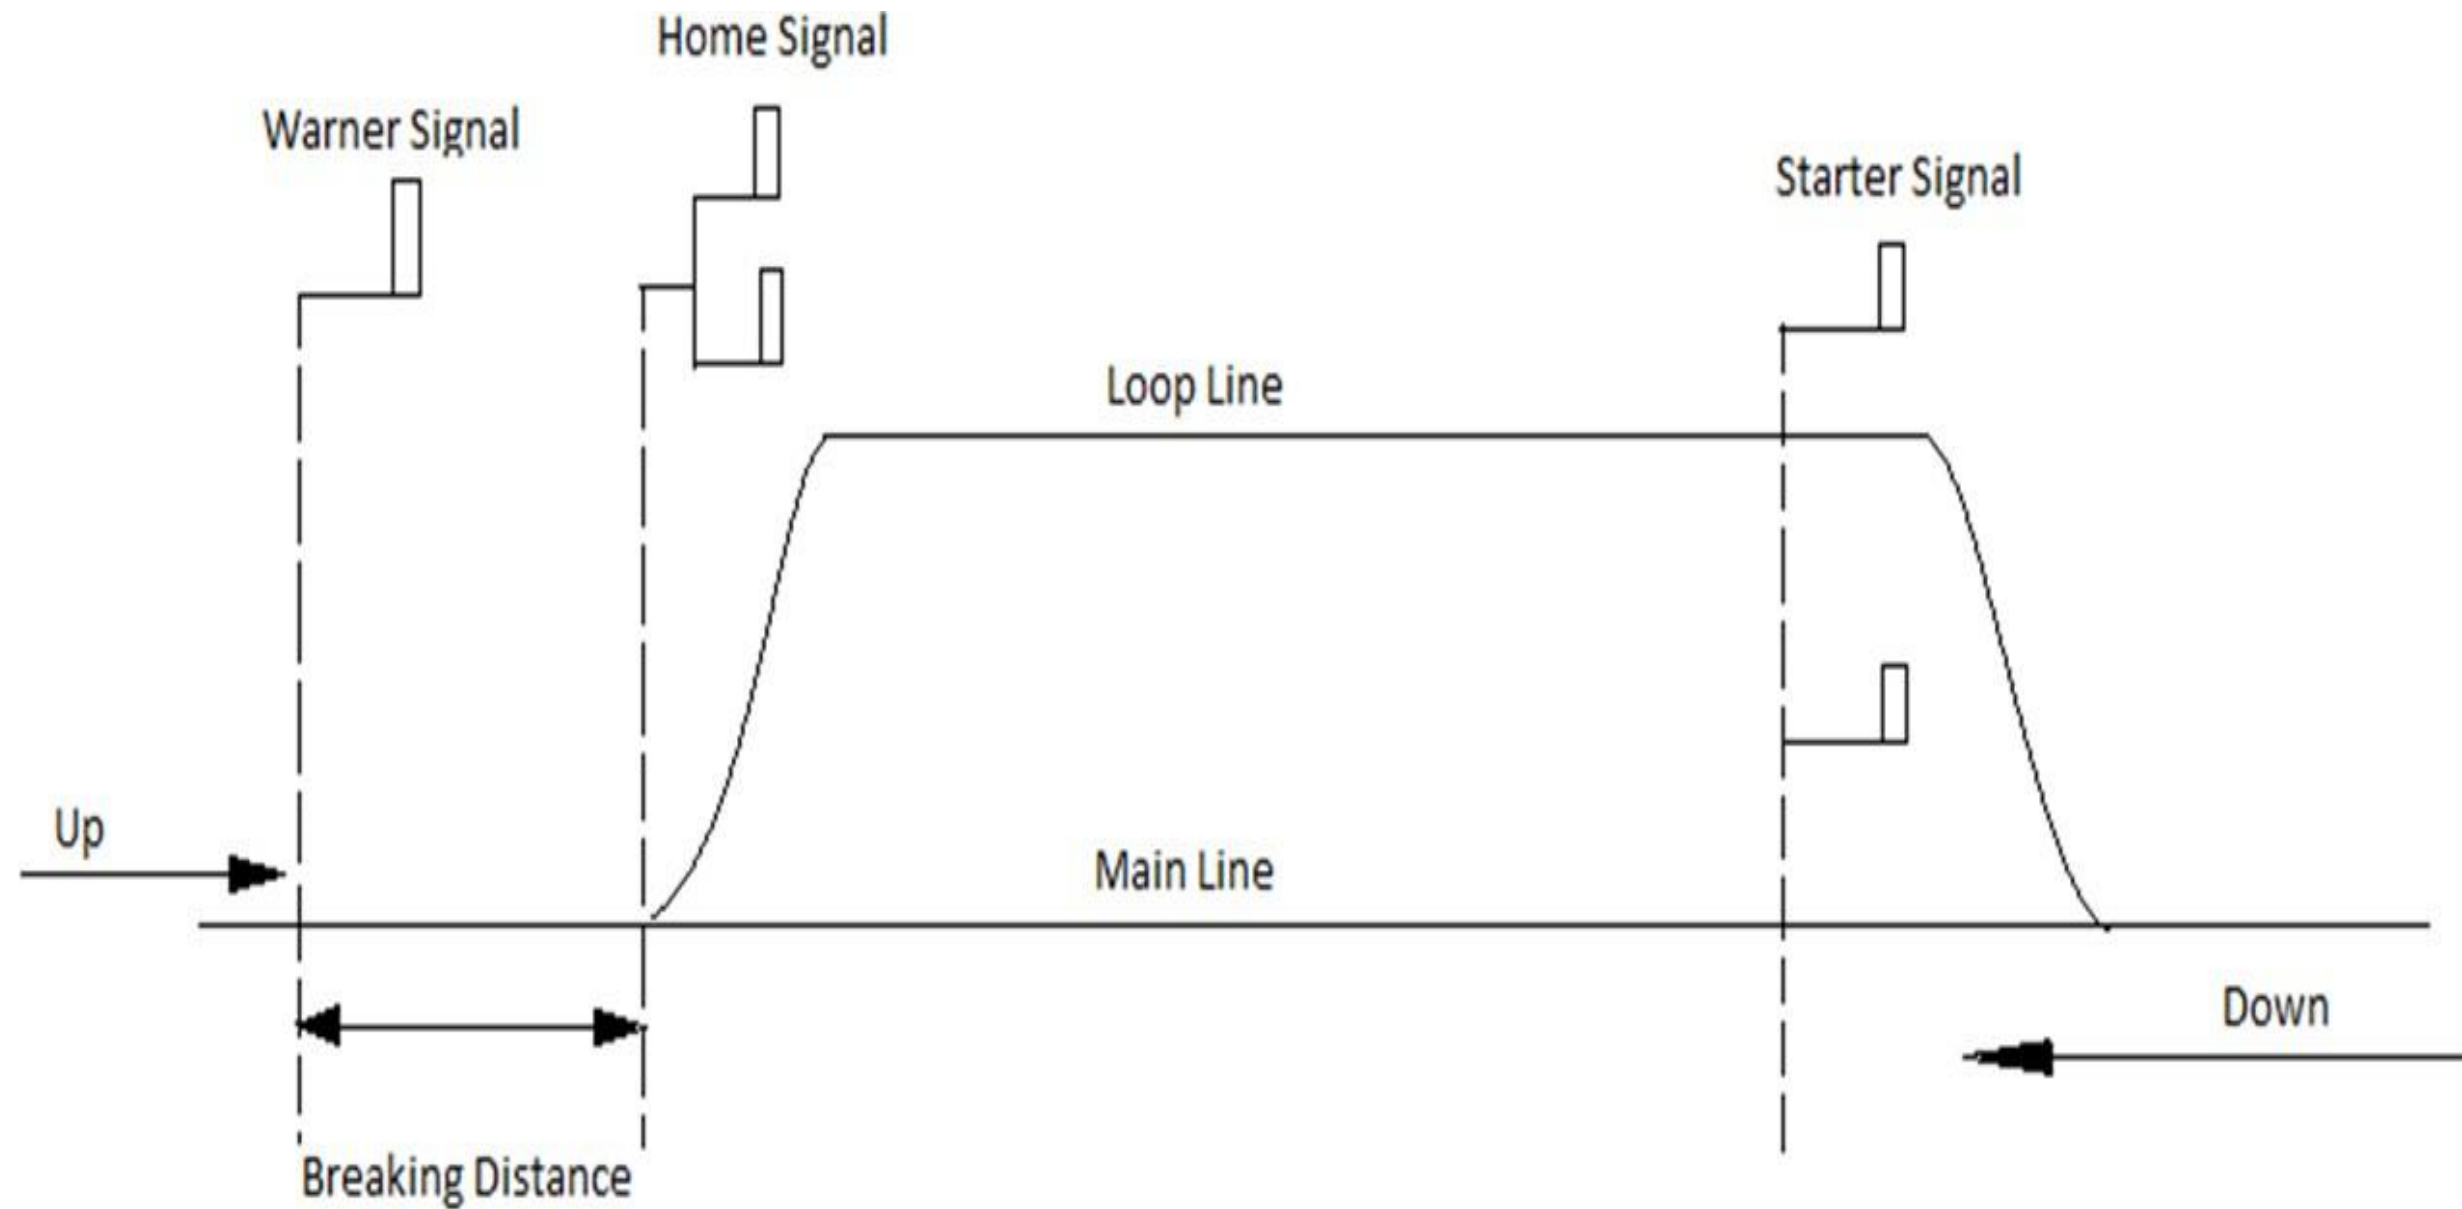 Home Signal
Warner Signal
Starter Signal
Loop Line
Up
Main Line
Down
Breaking Distance